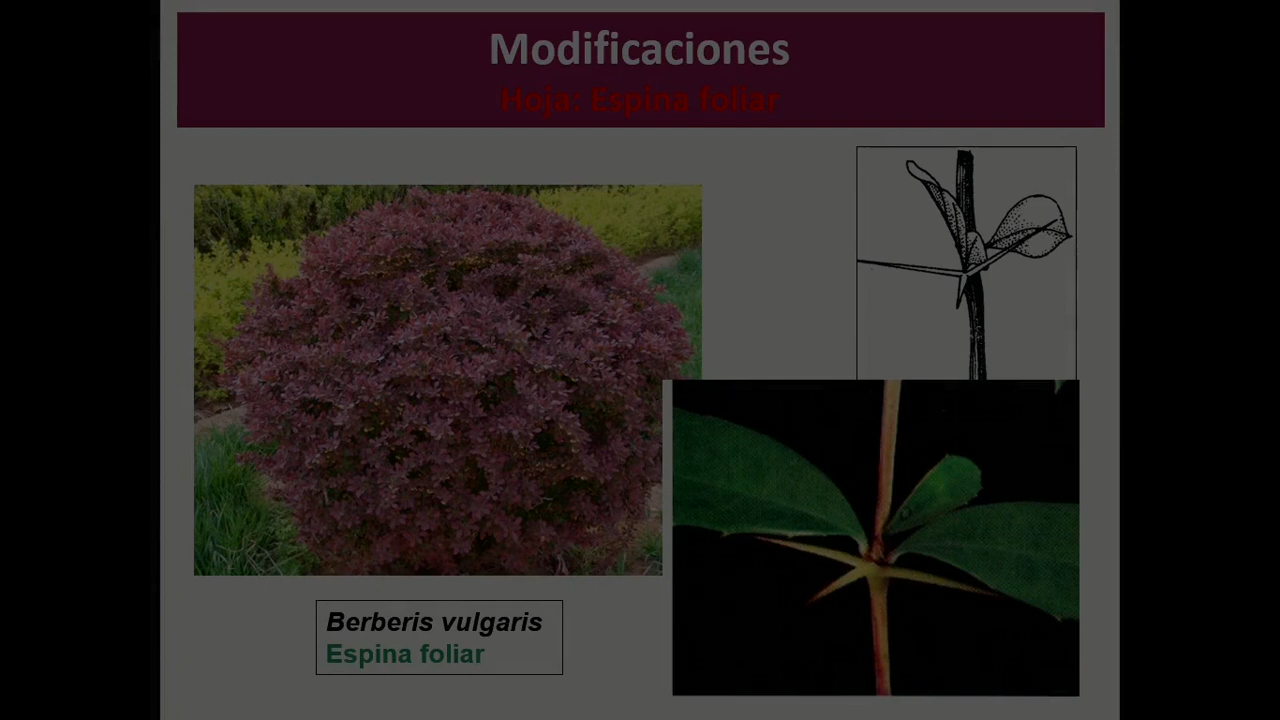 Modificaciones
Hoja: Espina foliar
Berberis vulgaris
Espina foliar